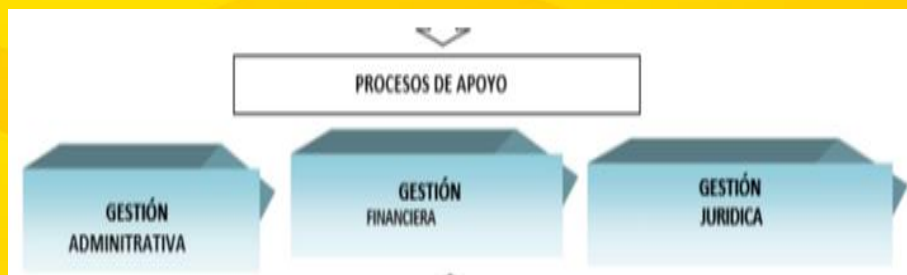 PROCESOS DE APOYO
GESTIÓN
ADMINITRATIVA
GESTIÓN
FINANCIERA
GESTIÓN
JURIDICA